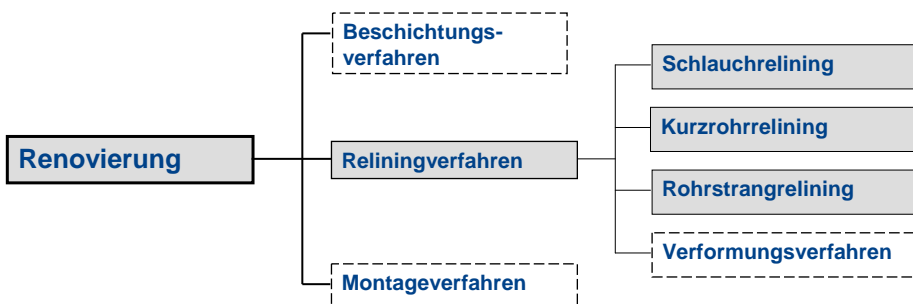 Beschichtungs-
verfahren
Schlauchrelining
Kurzrohrrelining
Renovierung
Reliningverfahren
Rohrstrangrelining
Verformungsverfahren
Montageverfahren